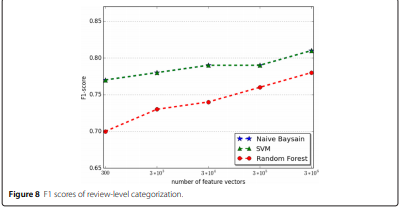 0.85
0.80
0.75
0.70
0.65
F1-score
300
number of feature vectors
Naive Baysain
SVM
Random Forest
Figure 8 F1 scores of review-level categorization.